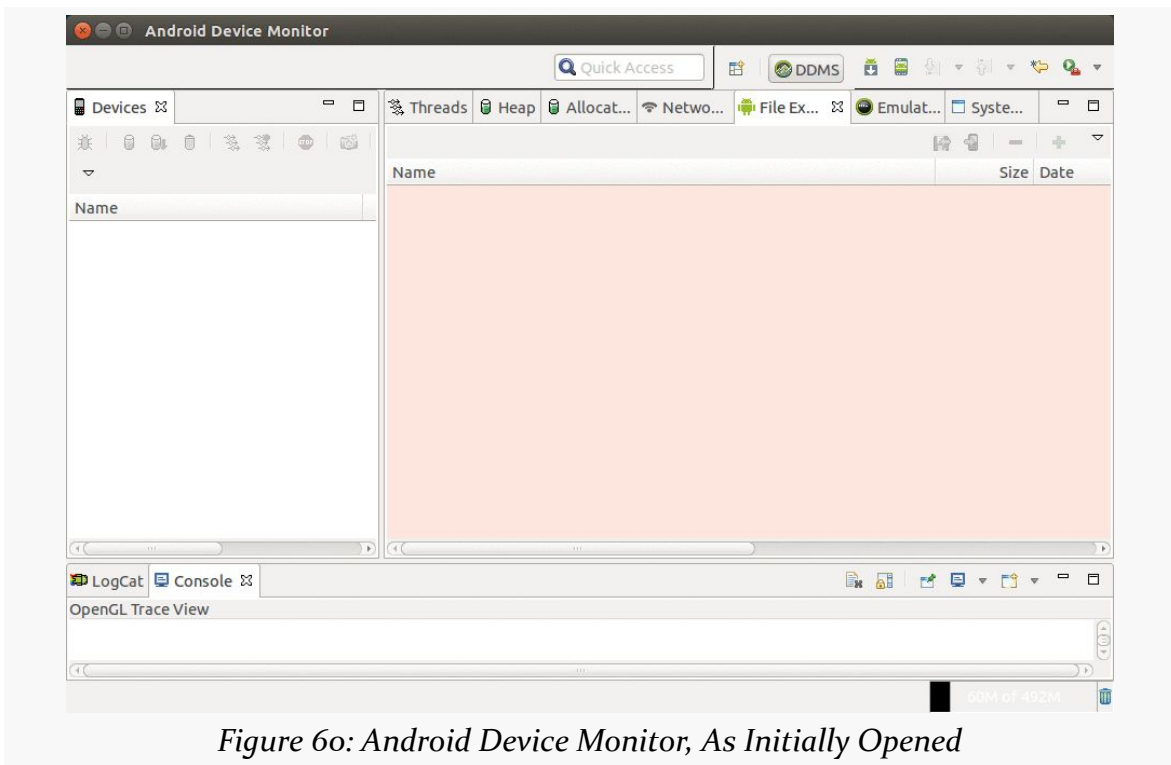 Android Device Monitor
Quick Access
DDMS
Devices
Threads Heap Allocat... Netwo... File Ex... Emulat... Syste...
Name Size Date
Name
LogCat Console
OpenGL Trace View
60M of 492M
Figure 60: Android Device Monitor, As Initially Opened